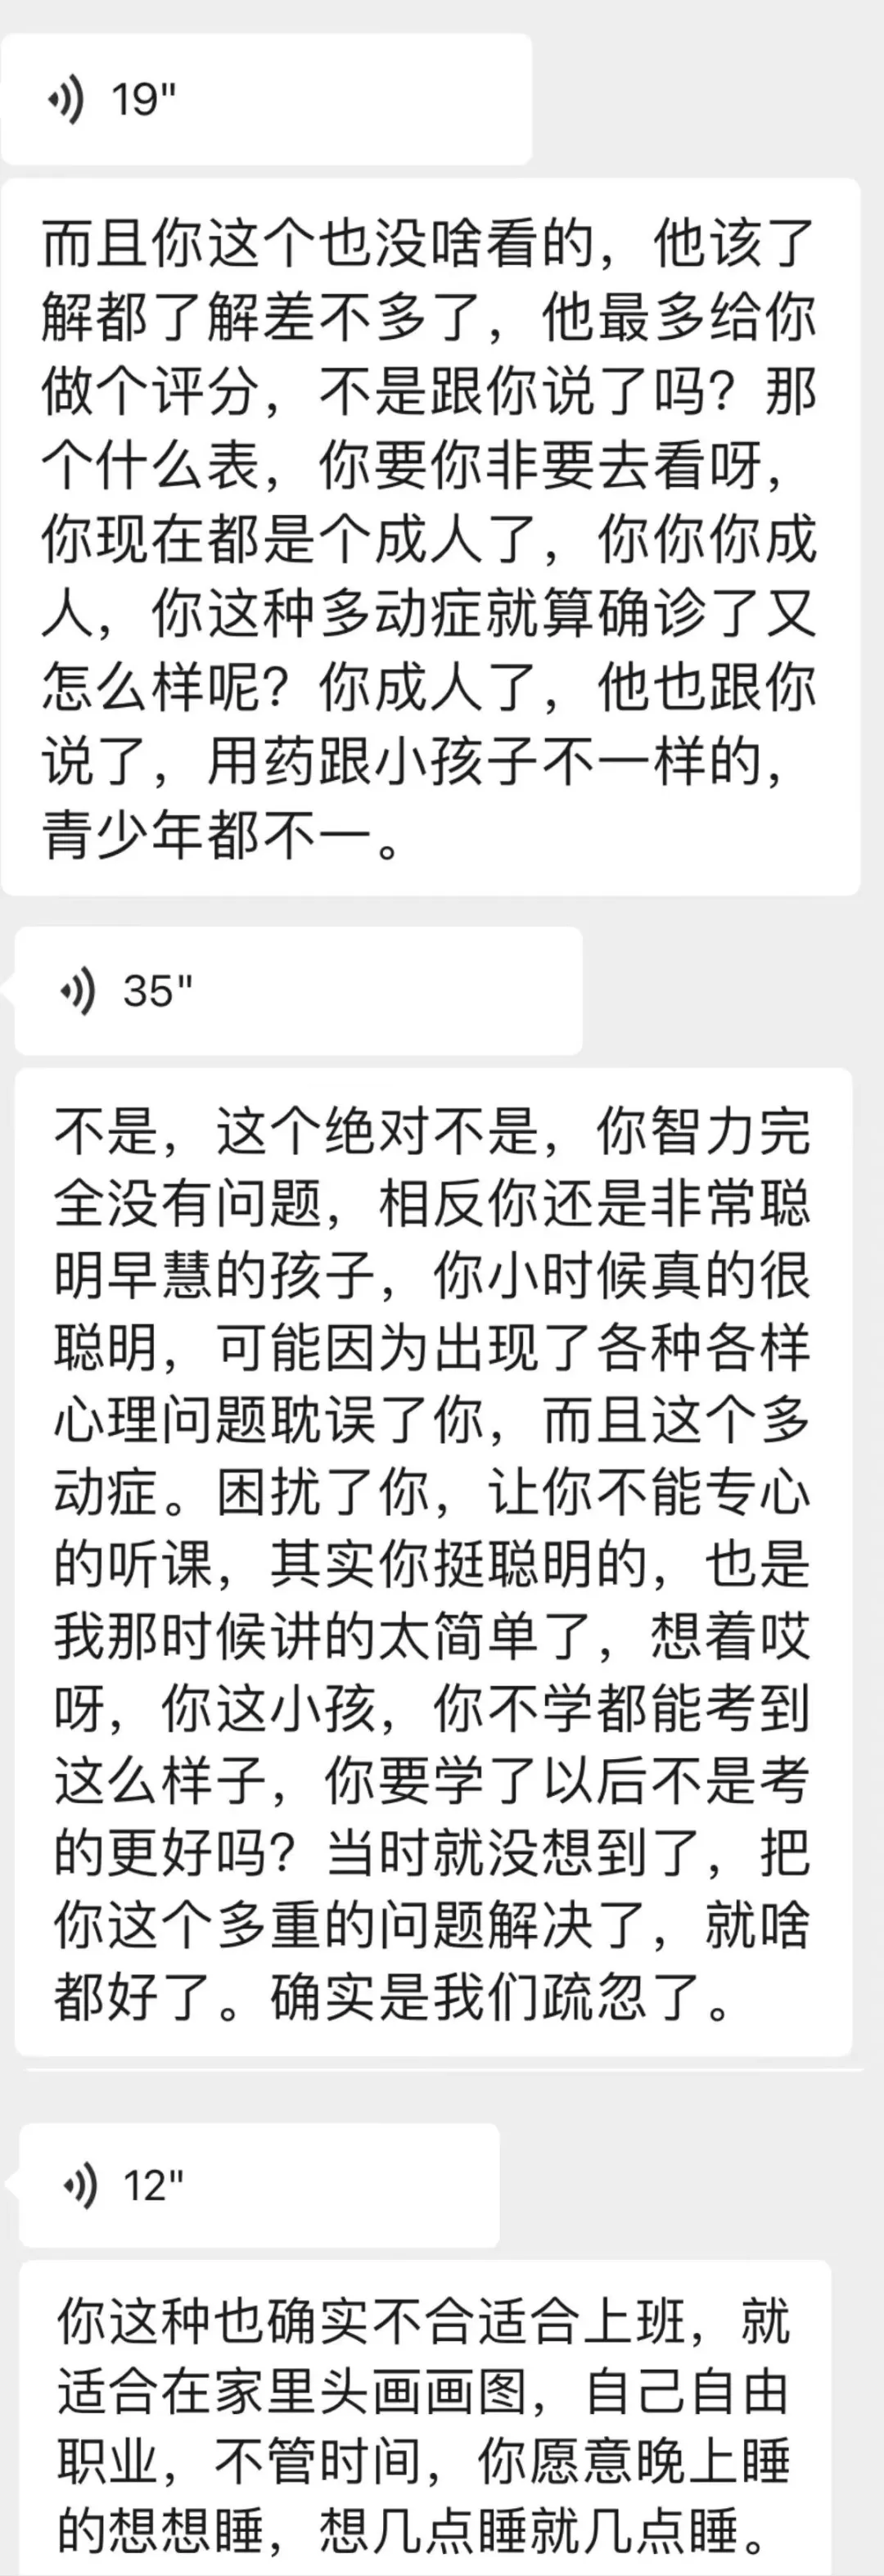 19"
而且你这个也没啥看的，他该了
解都了解差不多了，他最多给你
做个评分，不是跟你说了吗？那
个什么表，你要你非要去看呀，
你现在都是个成人了，你你你成
人，你这种多动症就算确诊了又
怎么样呢？你成人了，他也跟你
说了，用药跟小孩子不一样的，
青少年都不一。
35"
不是，这个绝对不是，你智力完
全没有问题，相反你还是非常聪
明早慧的孩子，你小时候真的很
聪明，可能因为出现了各种各样
心理问题耽误了你，而且这个多
动症。困扰了你，让你不能专心
的听课，其实你挺聪明的，也是
我那时候讲的太简单了，想着哎
呀，你这小孩，你不学都能考到
这么样子，你要学了以后不是考
的更好吗？当时就没想到了，把
你这个多重的问题解决了，就啥
都好了。确实是我们疏忽了。
12"
你这种也确实不合适合上班，就
适合在家里头画画图，自己自由
职业，不管时间，你愿意晚上睡
的想想睡，想几点睡就几点睡。